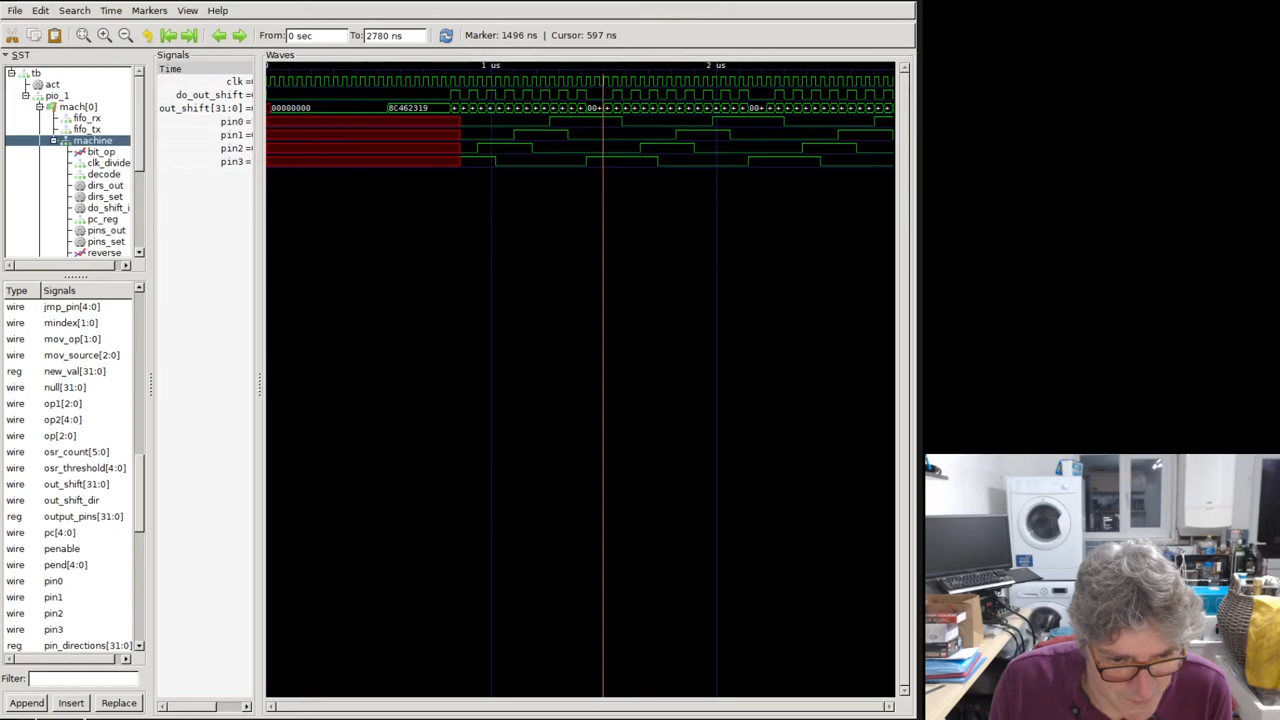 File Edit Search Time Markers View Help
From: 0 sec To: 2780 ns Marker: 1496 ns | Cursor: 597 ns
SST
tb
act
pio_1
mach[0]
fifo_rx
fifo_tx
machine
bit_op
clk_divide
decode
dirs_out
dirs_set
do_shift_i
pc_reg
pins_out
pins_set
reverse
Type Signals
wire jmp_pin[4:0]
wire mindex[1:0]
wire mov_op[1:0]
wire mov_source[2:0]
reg new_val[31:0]
wire null[31:0]
wire op1[2:0]
wire op2[4:0]
wire op[2:0]
wire osr_count[5:0]
wire osr_threshold[4:0]
wire out_shift[31:0]
wire out_shift_dir
reg output_pins[31:0]
wire pc[4:0]
wire penable
wire pend[4:0]
wire pin0
wire pin1
wire pin2
wire pin3
reg pin_directions[31:0]
Filter:
Append Insert Replace
Signals
Time
clk =
do_out_shift =
out_shift[31:0] =
pin0 =
pin1 =
pin2 =
pin3 =
Waves
1 us 2 us
00000000 8C462319 00+ 00+